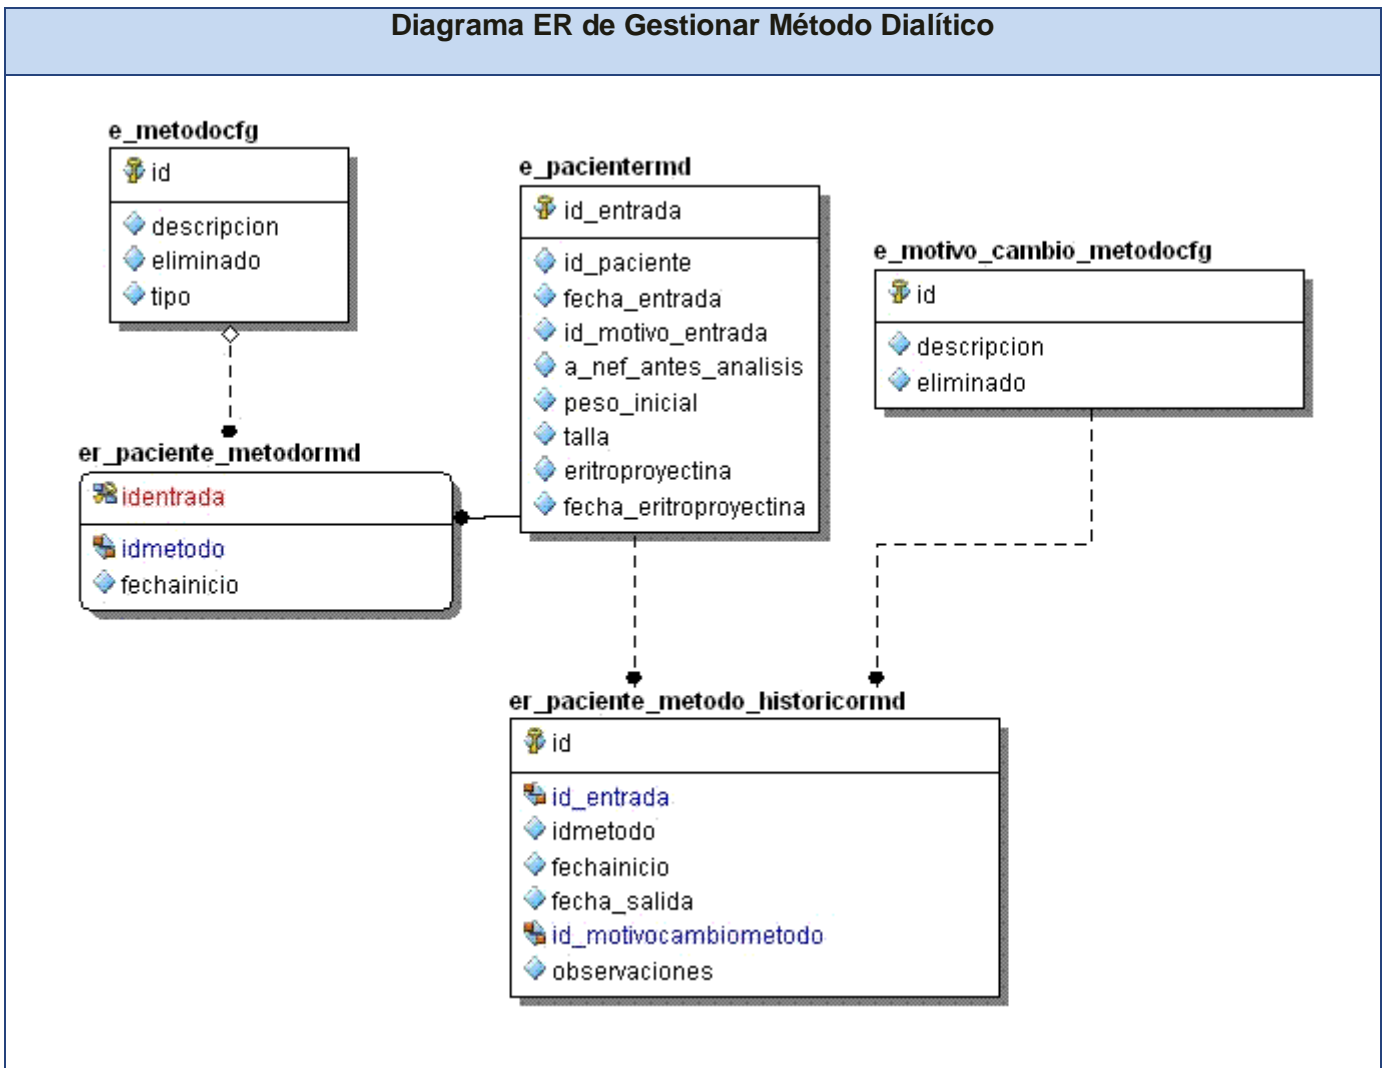 Diagrama ER de Gestionar Método Dialítico
e_metodocfg
id
descripcion
eliminado
tipo
e_pacientermd
id_entrada
id_paciente
fecha_entrada
id_motivo_entrada
a_nef_antes_analisis
peso_inicial
talla
eritroproyectina
fecha_eritroproyectina
e_motivo_cambio_metodocfg
id
descripcion
eliminado
er_paciente_metodormd
identrada
idmetodo
fechainicio
er_paciente_metodo_historicormd
id
id_entrada
idmetodo
fechainicio
fecha_salida
id_motivocambiometodo
observaciones